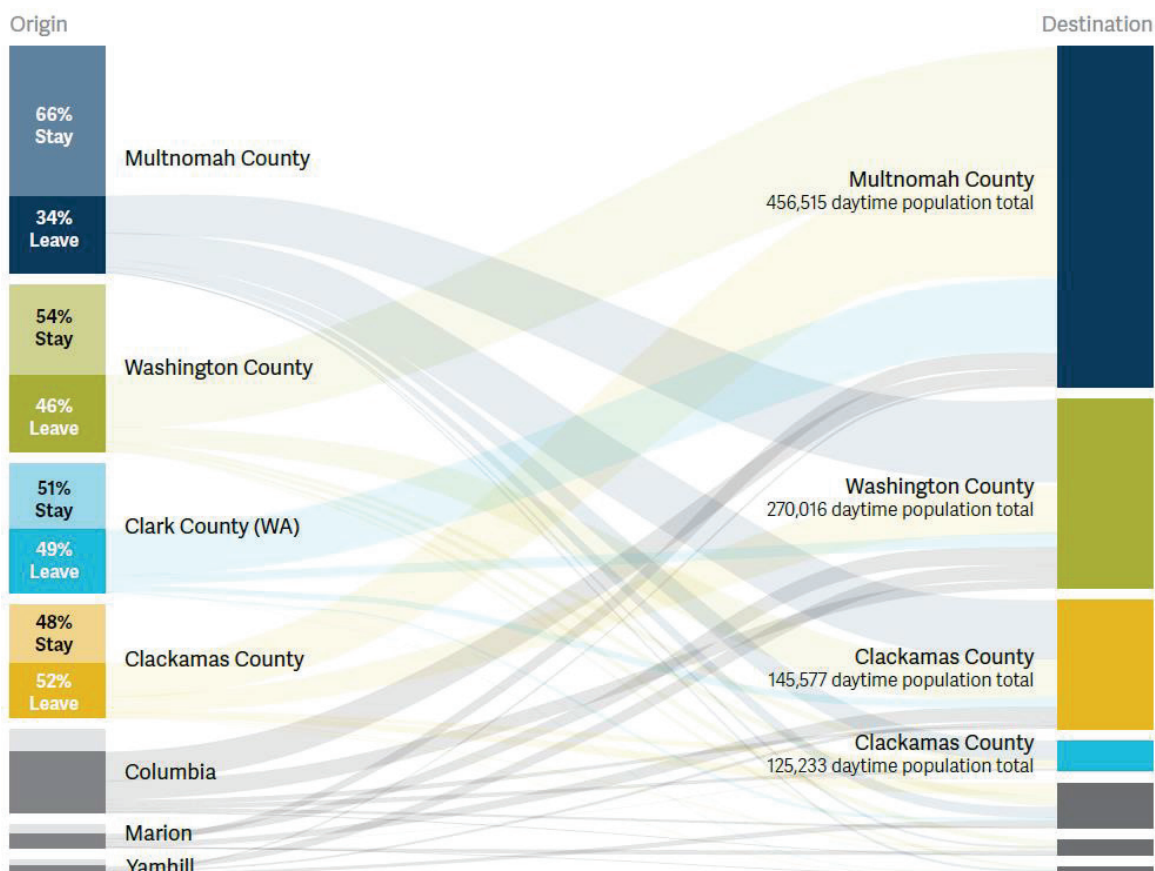 Origin
Destination
66%
Stay
Multnomah County
34%
Leave
Multnomah County
456,515 daytime population total
54%
Stay
Washington County
46%
Leave
51%
Stay
Clark County (WA)
49%
Leave
Washington County
270,016 daytime population total
48%
Stay
Clackamas County
52%
Leave
Clackamas County
145,577 daytime population total
Clackamas County
125,233 daytime population total
Columbia
Marion
Yamhill